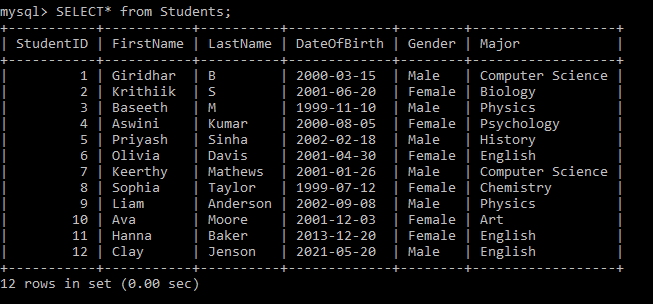 mysql> SELECT* from Students;
+-----------+-----------+----------+-------------+--------+------------------+
| StudentID | FirstName | LastName | DateOfBirth | Gender | Major            |
+-----------+-----------+----------+-------------+--------+------------------+
|         1 | Giridhar  | B        | 2000-03-15  | Male   | Computer Science |
|         2 | Krithiik  | S        | 2001-06-20  | Female | Biology          |
|         3 | Baseeth   | M        | 1999-11-10  | Male   | Physics          |
|         4 | Aswini    | Kumar    | 2000-08-05  | Female | Psychology       |
|         5 | Priyash   | Sinha    | 2002-02-18  | Male   | History          |
|         6 | Olivia    | Davis    | 2001-04-30  | Female | English          |
|         7 | Keerthy   | Mathews  | 2001-01-26  | Male   | Computer Science |
|         8 | Sophia    | Taylor   | 1999-07-12  | Female | Chemistry        |
|         9 | Liam      | Anderson | 2002-09-08  | Male   | Physics          |
|        10 | Ava       | Moore    | 2001-12-03  | Female | Art              |
|        11 | Hanna     | Baker    | 2013-12-20  | Female | English          |
|        12 | Clay      | Jenson   | 2021-05-20  | Male   | English          |
+-----------+-----------+----------+-------------+--------+------------------+
12 rows in set (0.00 sec)